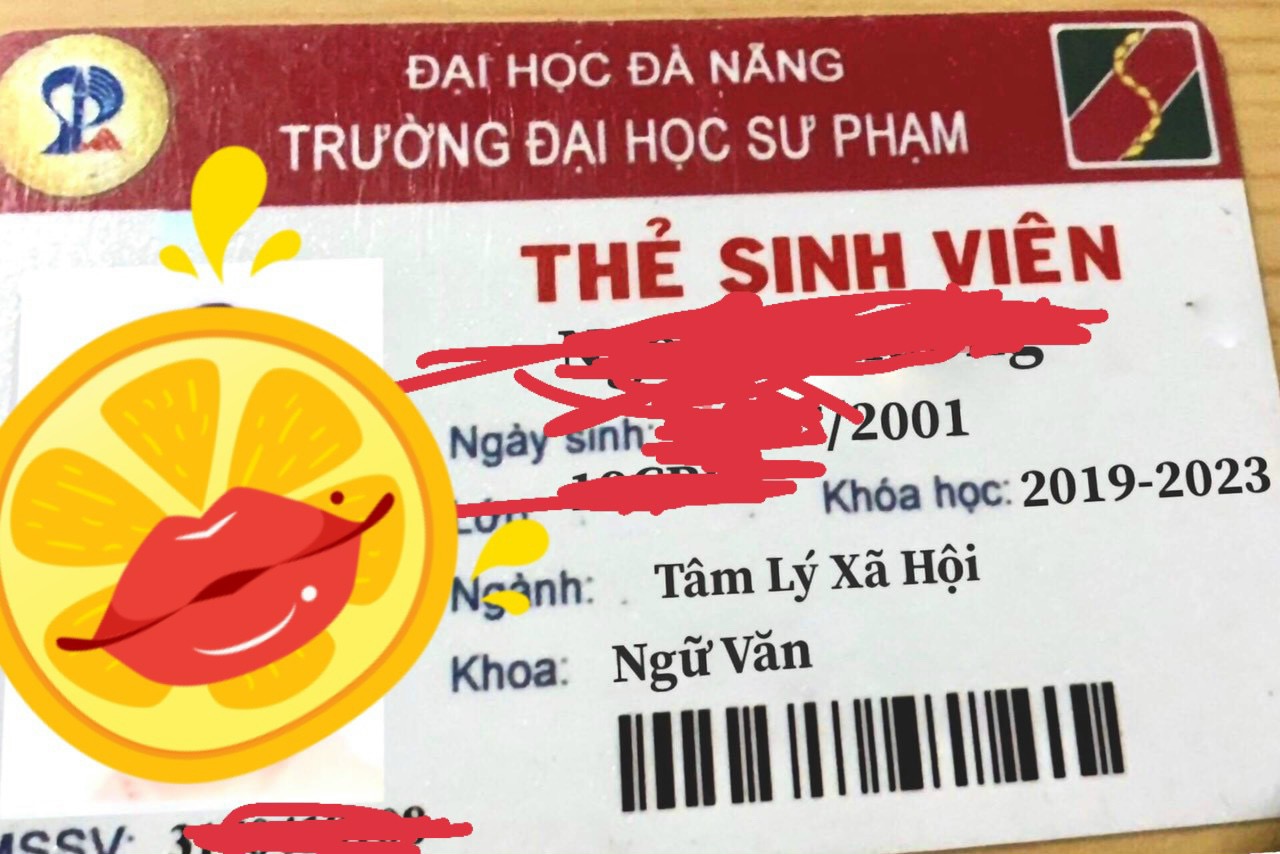 ĐẠI HỌC ĐÀ NẴNG
TRƯỜNG ĐẠI HỌC SƯ PHẠM
THẺ SINH VIÊN
Ngày sinh: /2001
Lớp Khóa học: 2019-2023
Ngành: Tâm Lý Xã Hội
Khoa: Ngữ Văn
MSSV: